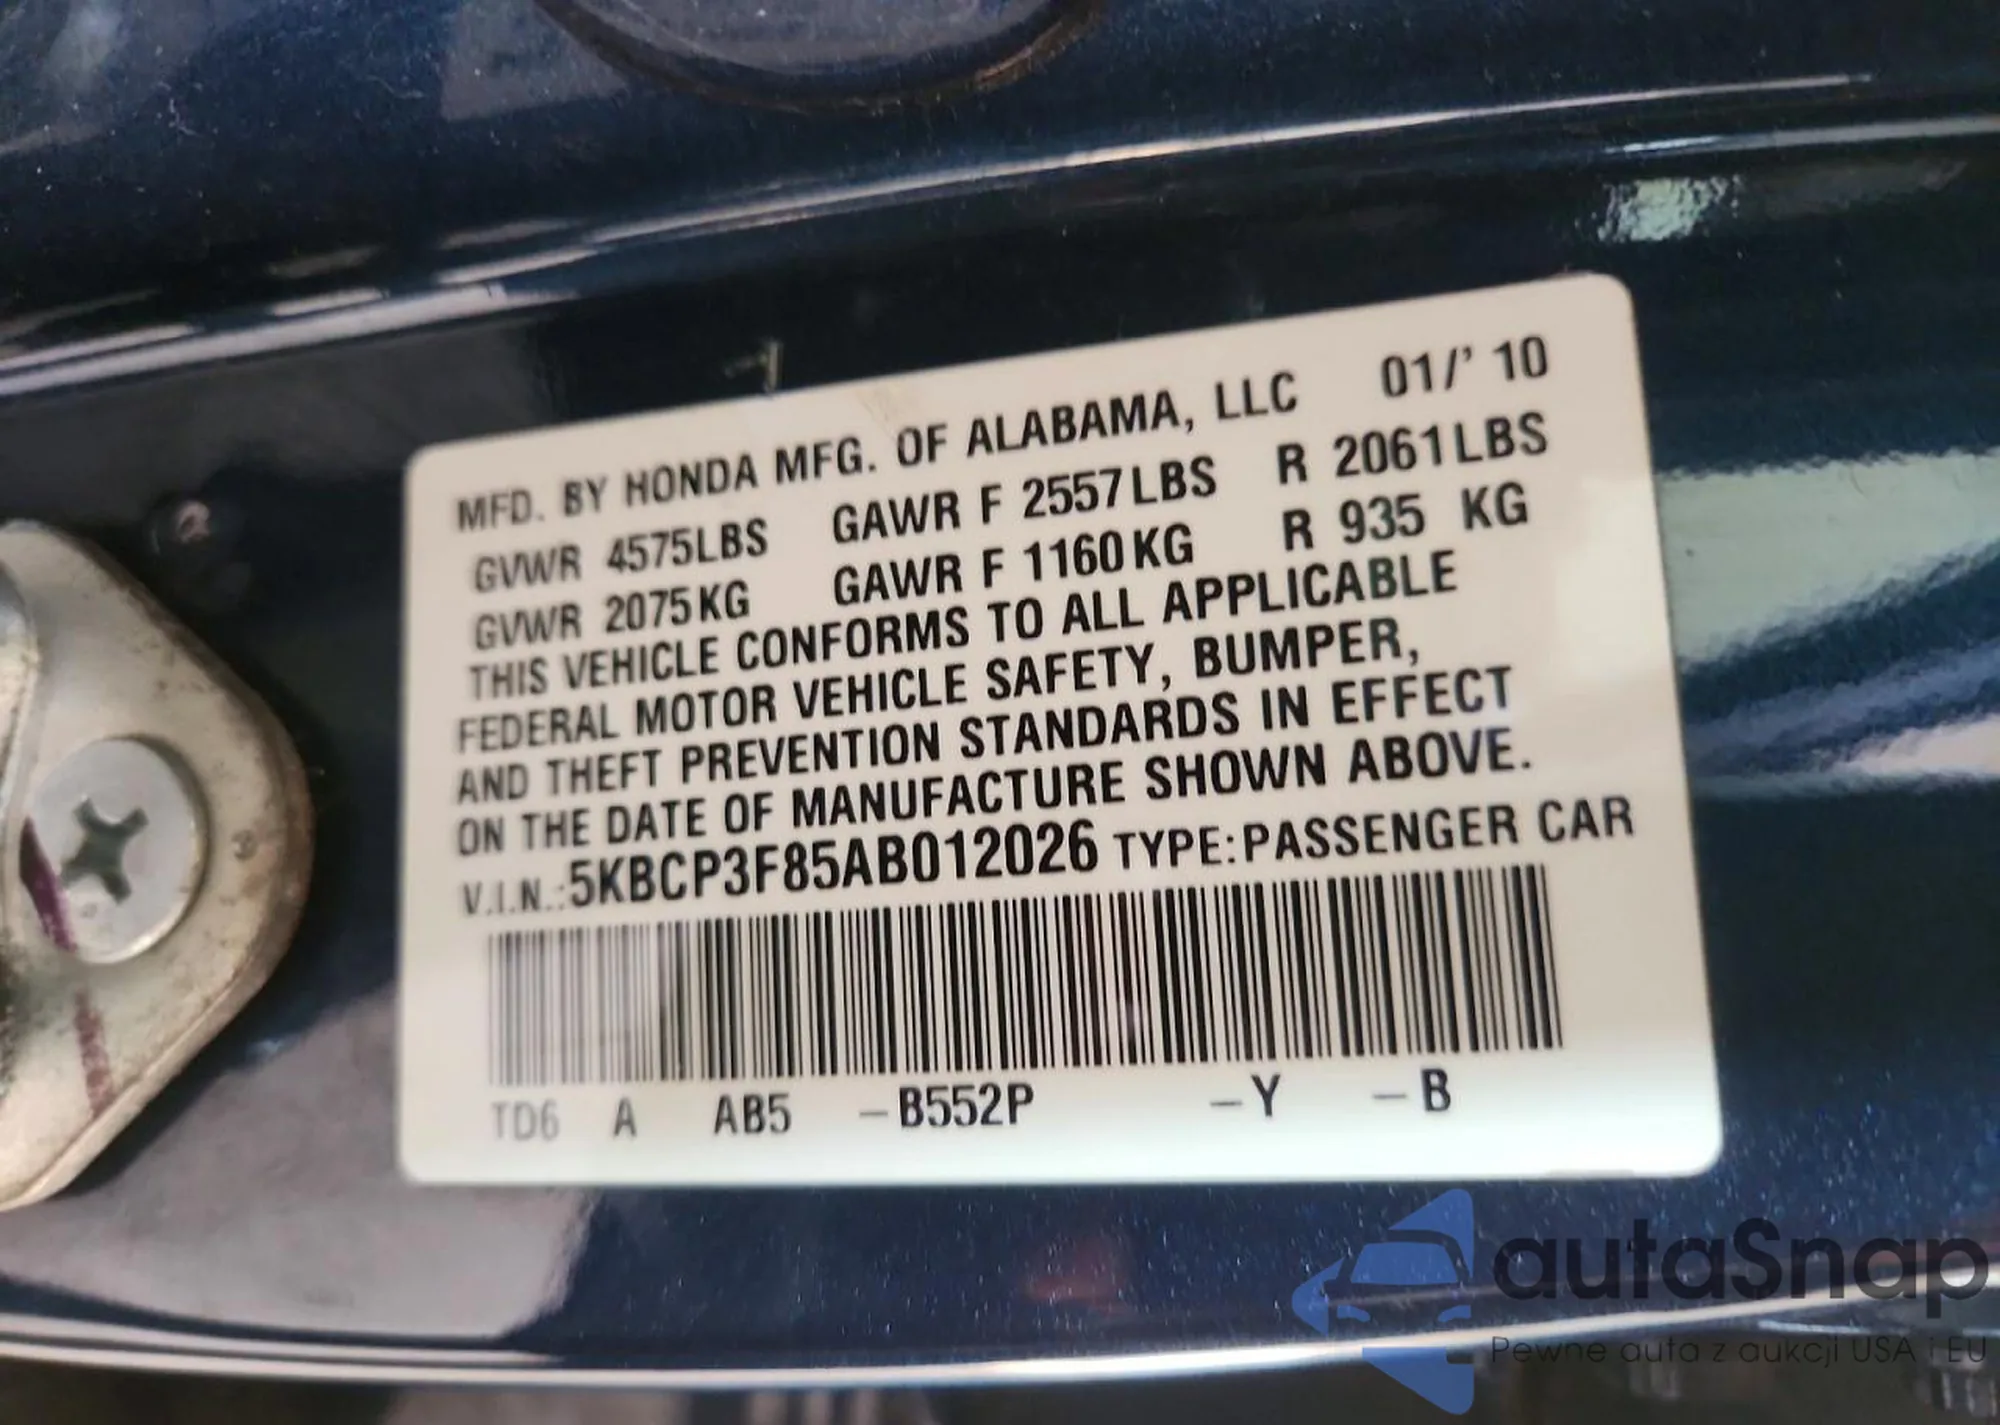 MFD. BY HONDA MFG. OF ALABAMA, LLC 01/' 10
GVWR 4575LBS GAWR F 2557LBS R 2061LBS
GVWR 2075KG GAWR F 1160KG R 935 KG
THIS VEHICLE CONFORMS TO ALL APPLICABLE
FEDERAL MOTOR VEHICLE SAFETY, BUMPER,
AND THEFT PREVENTION STANDARDS IN EFFECT
ON THE DATE OF MANUFACTURE SHOWN ABOVE.
V.I.N.:5KBCP3F85AB012026 TYPE:PASSENGER CAR
TD6 A AB5 –B552P –Y –B
autaSnap
Pewne auta z aukcji USA i EU